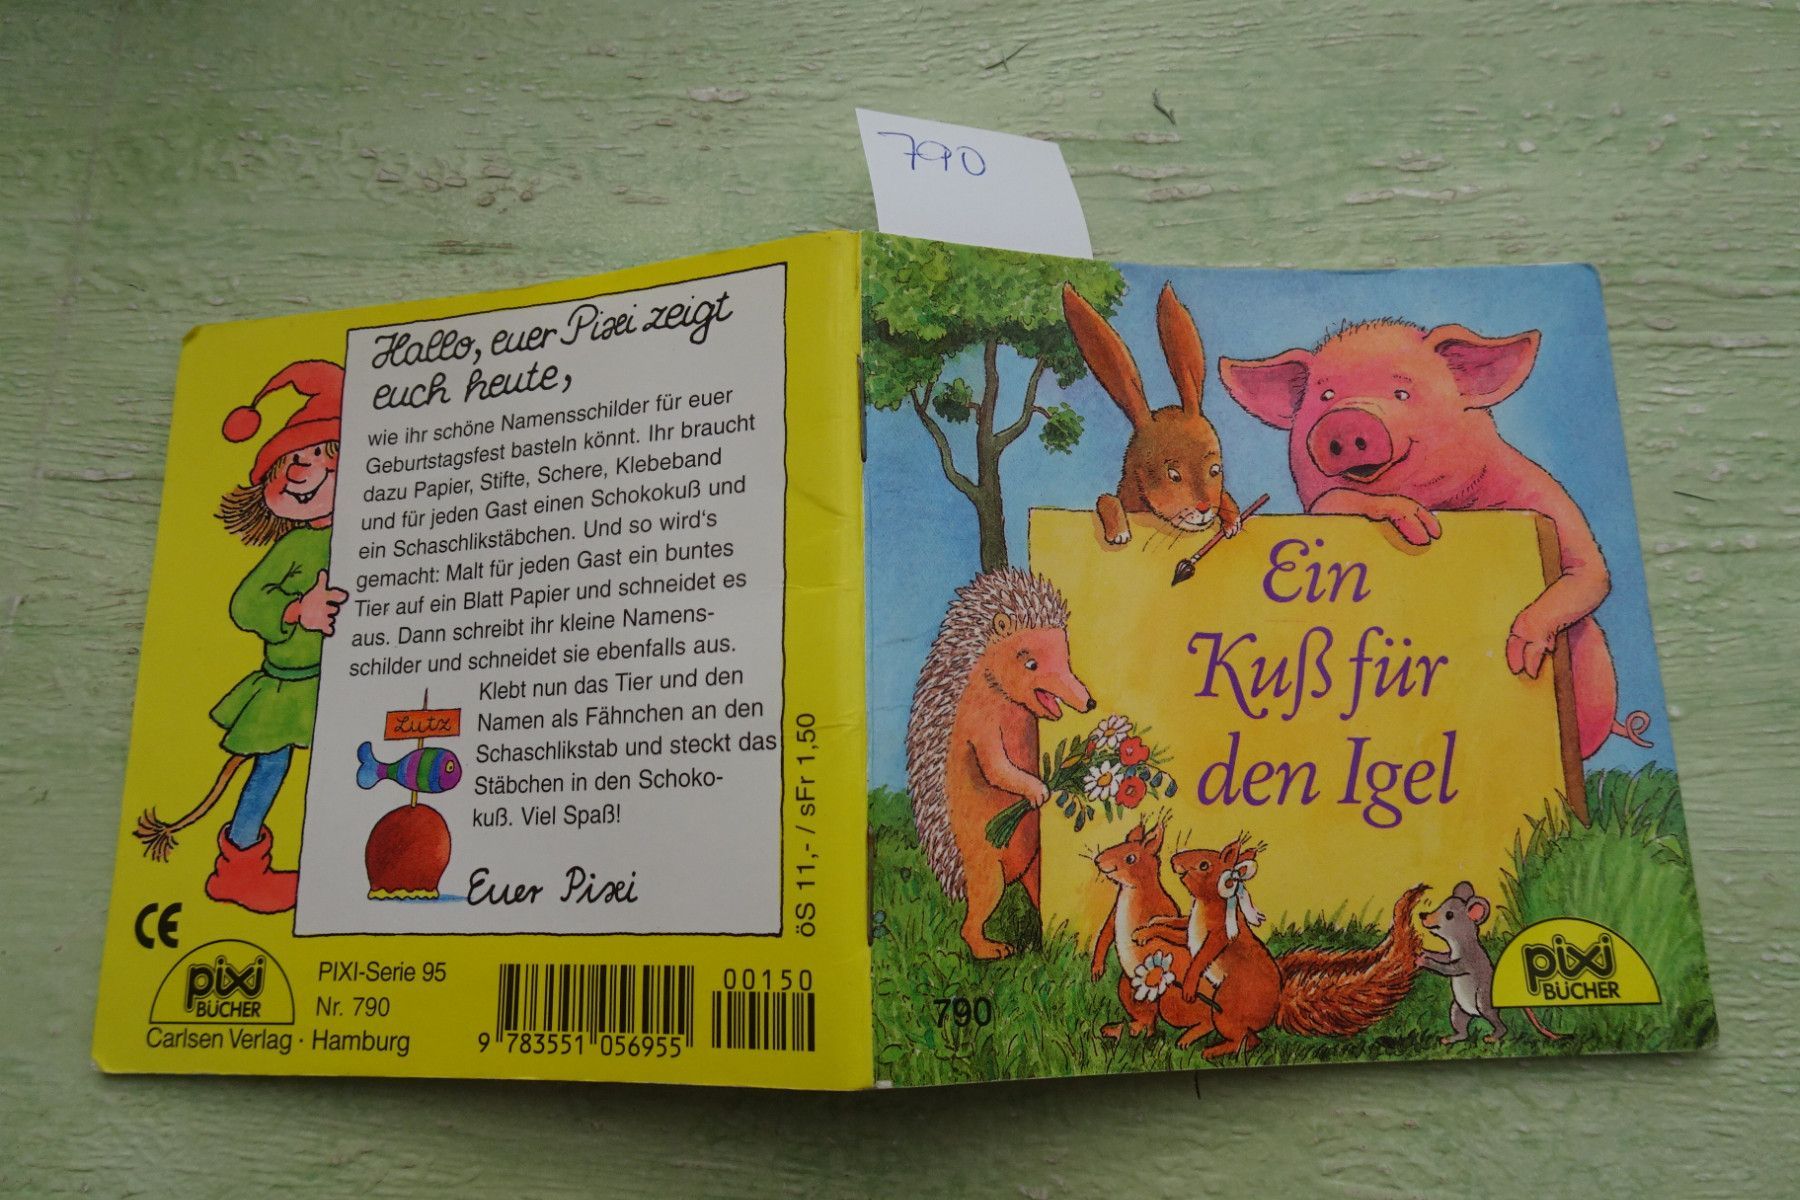 790
Hallo, euer Pixi zeigt
euch heute,
wie ihr schöne Namensschilder für euer
Geburtstagsfest basteln könnt. Ihr braucht
dazu Papier, Stifte, Schere, Klebeband
und für jeden Gast einen Schokokuß und
ein Schaschlikstäbchen. Und so wird's
gemacht: Malt für jeden Gast ein buntes
Tier auf ein Blatt Papier und schneidet es
aus. Dann schreibt ihr kleine Namens-
schilder und schneidet sie ebenfalls aus.
Klebt nun das Tier und den
Namen als Fähnchen an den
Schaschlikstab und steckt das
Stäbchen in den Schoko-
kuß. Viel Spaß!
Lutz
Euer Pixi
öS 11,- / sFr 1,50
CE
pixi
BÜCHER
PIXI-Serie 95
Nr. 790
Carlsen Verlag · Hamburg
9 783551 056955
00150
Ein
Kuß für
den Igel
790
pixi
BÜCHER